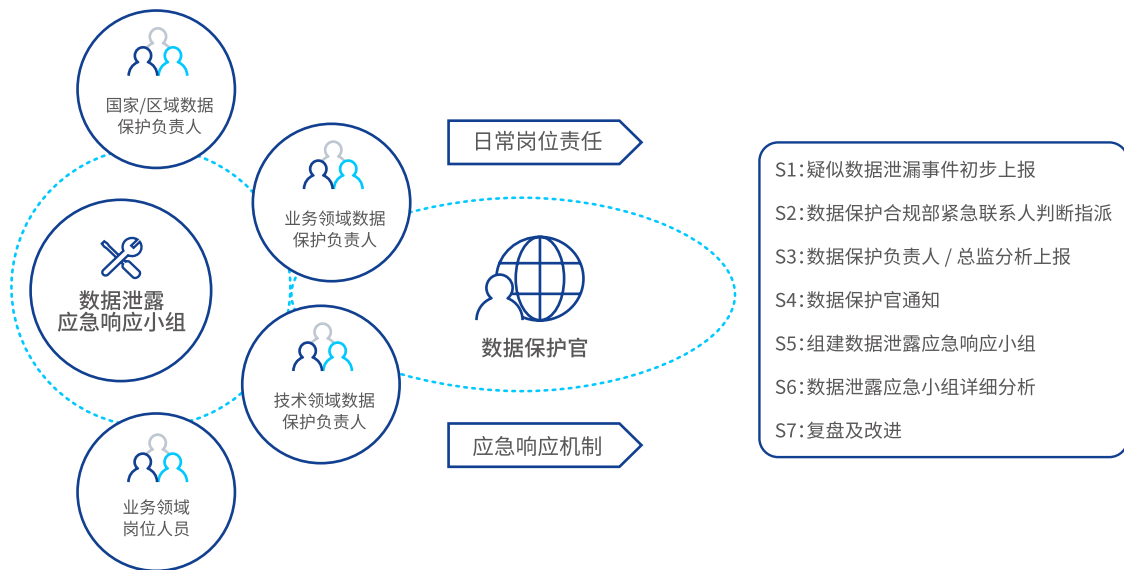 国家/区域数据
保护负责人
业务领域数据
保护负责人
数据泄露
应急响应小组
技术领域数据
保护负责人
业务领域
岗位人员
日常岗位责任
数据保护官
应急响应机制
S1:疑似数据泄漏事件初步上报
S2:数据保护合规部紧急联系人判断指派
S3:数据保护负责人 / 总监分析上报
S4:数据保护官通知
S5:组建数据泄露应急响应小组
S6:数据泄露应急小组详细分析
S7:复盘及改进